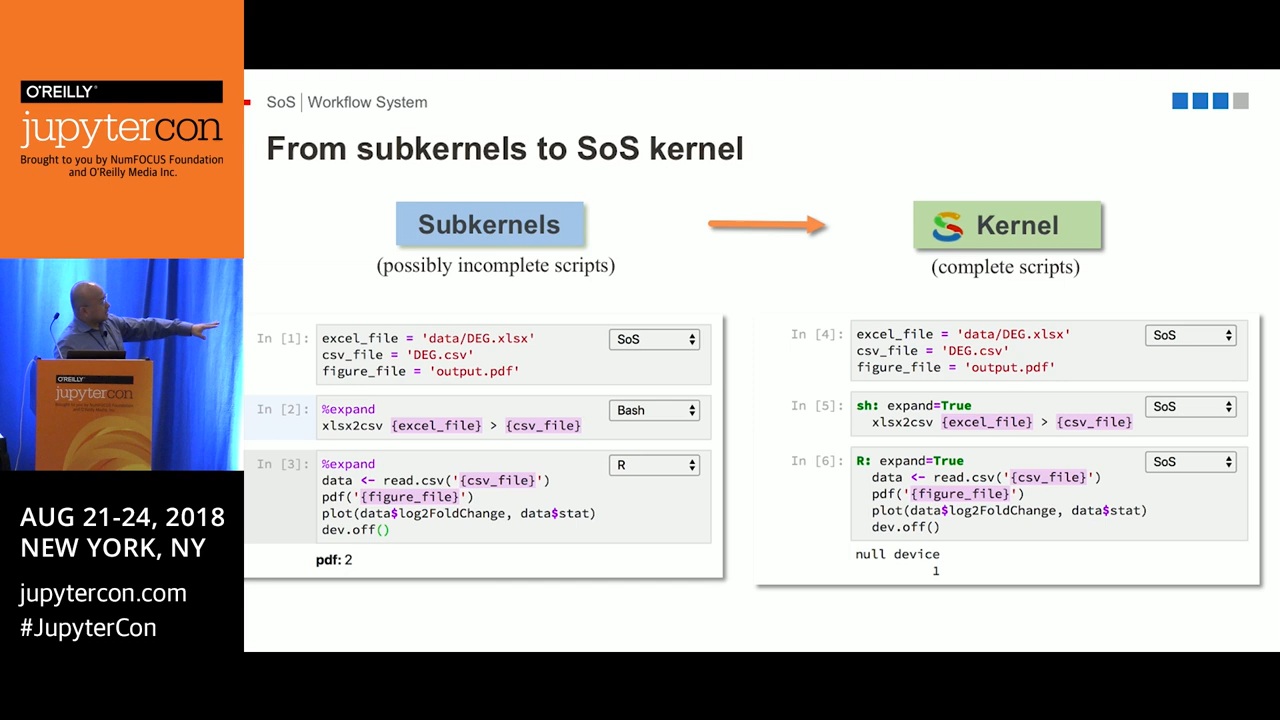 O'REILLY®
jupytercon
Brought to you by NumFOCUS Foundation
and O'Reilly Media Inc.
SoS | Workflow System
From subkernels to SoS kernel
Subkernels
(possibly incomplete scripts)
Kernel
(complete scripts)
In [1]:
excel_file = 'data/DEG.xlsx'
csv_file = 'DEG.csv'
figure_file = 'output.pdf'
SoS
In [2]:
%expand
xlsx2csv {excel_file} > {csv_file}
Bash
In [3]:
%expand
data <- read.csv('{csv_file}')
pdf('{figure_file}')
plot(data$log2FoldChange, data$stat)
dev.off()
R
pdf: 2
In [4]:
excel_file = 'data/DEG.xlsx'
csv_file = 'DEG.csv'
figure_file = 'output.pdf'
SoS
In [5]:
sh: expand=True
xlsx2csv {excel_file} > {csv_file}
SoS
In [6]:
R: expand=True
data <- read.csv('{csv_file}')
pdf('{figure_file}')
plot(data$log2FoldChange, data$stat)
dev.off()
SoS
null device
1
O'REILLY
jupytercon
AUG 21-24, 2018
NEW YORK, NY
jupytercon.com
#JupyterCon